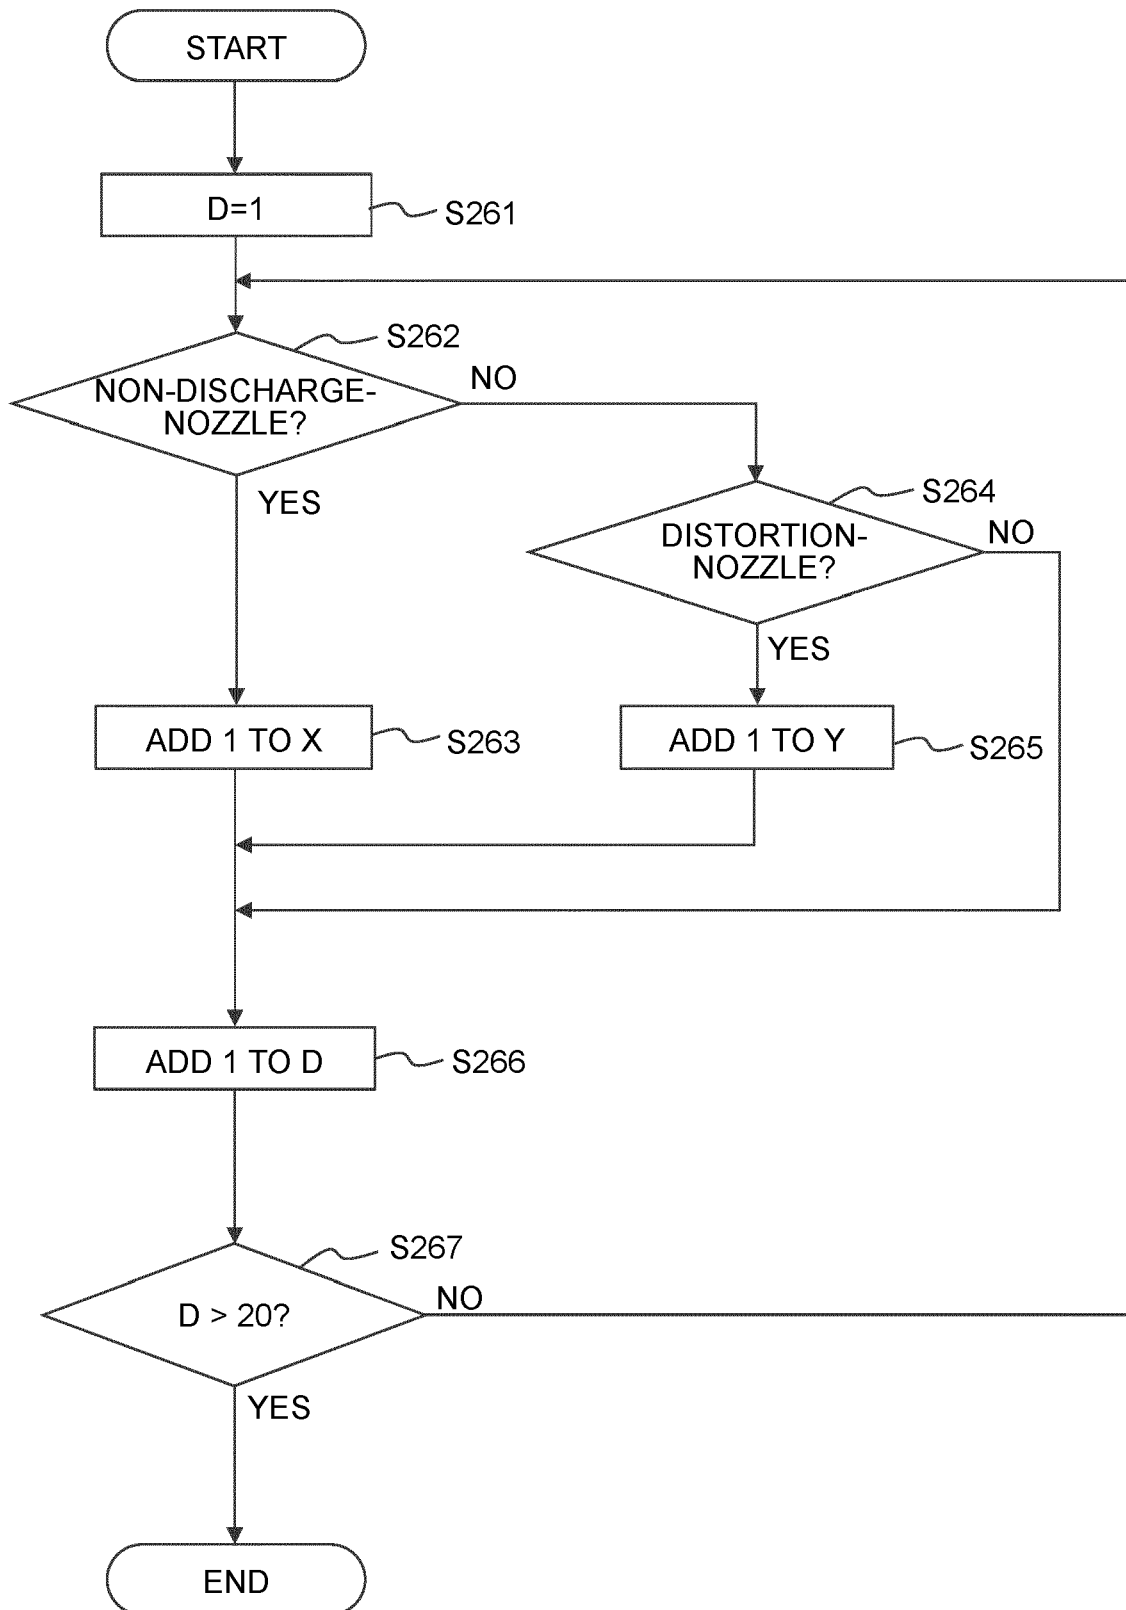 START
D=1
S261
S262
NON-DISCHARGE-
NOZZLE?
NO
YES
S264
DISTORTION-
NOZZLE?
NO
YES
ADD 1 TO X
S263
ADD 1 TO Y
S265
ADD 1 TO D
S266
S267
D > 20?
NO
YES
END